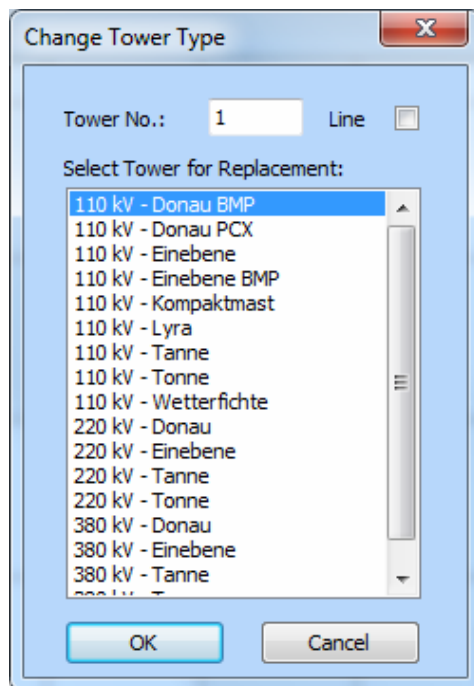 Change Tower Type
Tower No.: 1 Line
Select Tower for Replacement:
110 kV - Donau BMP
110 kV - Donau PCX
110 kV - Einebene
110 kV - Einebene BMP
110 kV - Kompaktmast
110 kV - Lyra
110 kV - Tanne
110 kV - Tonne
110 kV - Wetterfichte
220 kV - Donau
220 kV - Einebene
220 kV - Tanne
220 kV - Tonne
380 kV - Donau
380 kV - Einebene
380 kV - Tanne
OK Cancel